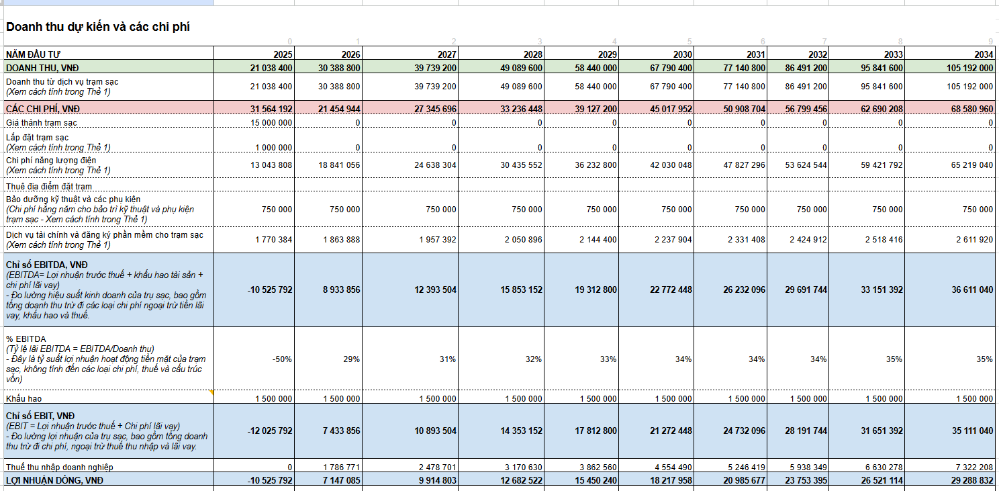 Doanh thu dự kiến và các chi phí
0 1 2 3 4 5 6 7 8 9
NĂM ĐẦU TƯ 2025 2026 2027 2028 2029 2030 2031 2032 2033 2034
DOANH THU, VNĐ 21 038 400 30 388 800 39 739 200 49 089 600 58 440 000 67 790 400 77 140 800 86 491 200 95 841 600 105 192 000
Doanh thu từ dịch vụ trạm sạc
(Xem cách tính trong Thẻ 1) 21 038 400 30 388 800 39 739 200 49 089 600 58 440 000 67 790 400 77 140 800 86 491 200 95 841 600 105 192 000
CÁC CHI PHÍ, VNĐ 31 564 192 21 454 944 27 345 696 33 236 448 39 127 200 45 017 952 50 908 704 56 799 456 62 690 208 68 580 960
Giá thành trạm sạc 15 000 000 0 0 0 0 0 0 0 0 0
Lắp đặt trạm sạc
(Xem cách tính trong Thẻ 1) 1 000 000 0 0 0 0 0 0 0 0 0
Chi phí năng lượng điện
(Xem cách tính trong Thẻ 1) 13 043 808 18 841 056 24 638 304 30 435 552 36 232 800 42 030 048 47 827 296 53 624 544 59 421 792 65 219 040
Thuê địa điểm đặt trạm
Bảo dưỡng kỹ thuật và các phụ kiện
(Chi phí hằng năm cho bảo trì kỹ thuật và phụ kiện
trạm sạc - Xem cách tính trong Thẻ 1) 750 000 750 000 750 000 750 000 750 000 750 000 750 000 750 000 750 000 750 000
Dịch vụ tài chính và đăng ký phần mềm cho trạm sạc
(Xem cách tính trong Thẻ 1) 1 770 384 1 863 888 1 957 392 2 050 896 2 144 400 2 237 904 2 331 408 2 424 912 2 518 416 2 611 920
Chỉ số EBITDA, VNĐ
(EBITDA= Lợi nhuận trước thuế + khấu hao tài sản +
chi phí lãi vay)
- Đo lường hiệu suất kinh doanh của trụ sạc, bao gồm
tổng doanh thu trừ đi các loại chi phí ngoại trừ tiền lãi
vay, khấu hao và thuế. -10 525 792 8 933 856 12 393 504 15 853 152 19 312 800 22 772 448 26 232 096 29 691 744 33 151 392 36 611 040
% EBITDA
(Tỷ lệ lãi EBITDA = EBITDA/Doanh thu)
- Đây là tỷ suất lợi nhuận hoạt động tiền mặt của trạm
sạc, không tính đến các loại chi phí, thuế và cấu trúc
vốn) -50% 29% 31% 32% 33% 34% 34% 34% 35% 35%
Khấu hao 1 500 000 1 500 000 1 500 000 1 500 000 1 500 000 1 500 000 1 500 000 1 500 000 1 500 000 1 500 000
Chỉ số EBIT, VNĐ
(EBIT = Lợi nhuận trước thuế + Chi phí lãi vay)
- Đo lường lợi nhuận của trụ sạc, bao gồm tổng doanh
thu trừ đi chi phí, ngoại trừ thuế thu nhập và lãi vay. -12 025 792 7 433 856 10 893 504 14 353 152 17 812 800 21 272 448 24 732 096 28 191 744 31 651 392 35 111 040
Thuế thu nhập doanh nghiệp 0 1 786 771 2 478 701 3 170 630 3 862 560 4 554 490 5 246 419 5 938 349 6 630 278 7 322 208
LỢI NHUẬN DÒNG, VNĐ -10 525 792 7 147 085 9 914 803 12 682 522 15 450 240 18 217 958 20 985 677 23 753 395 26 521 114 29 288 832